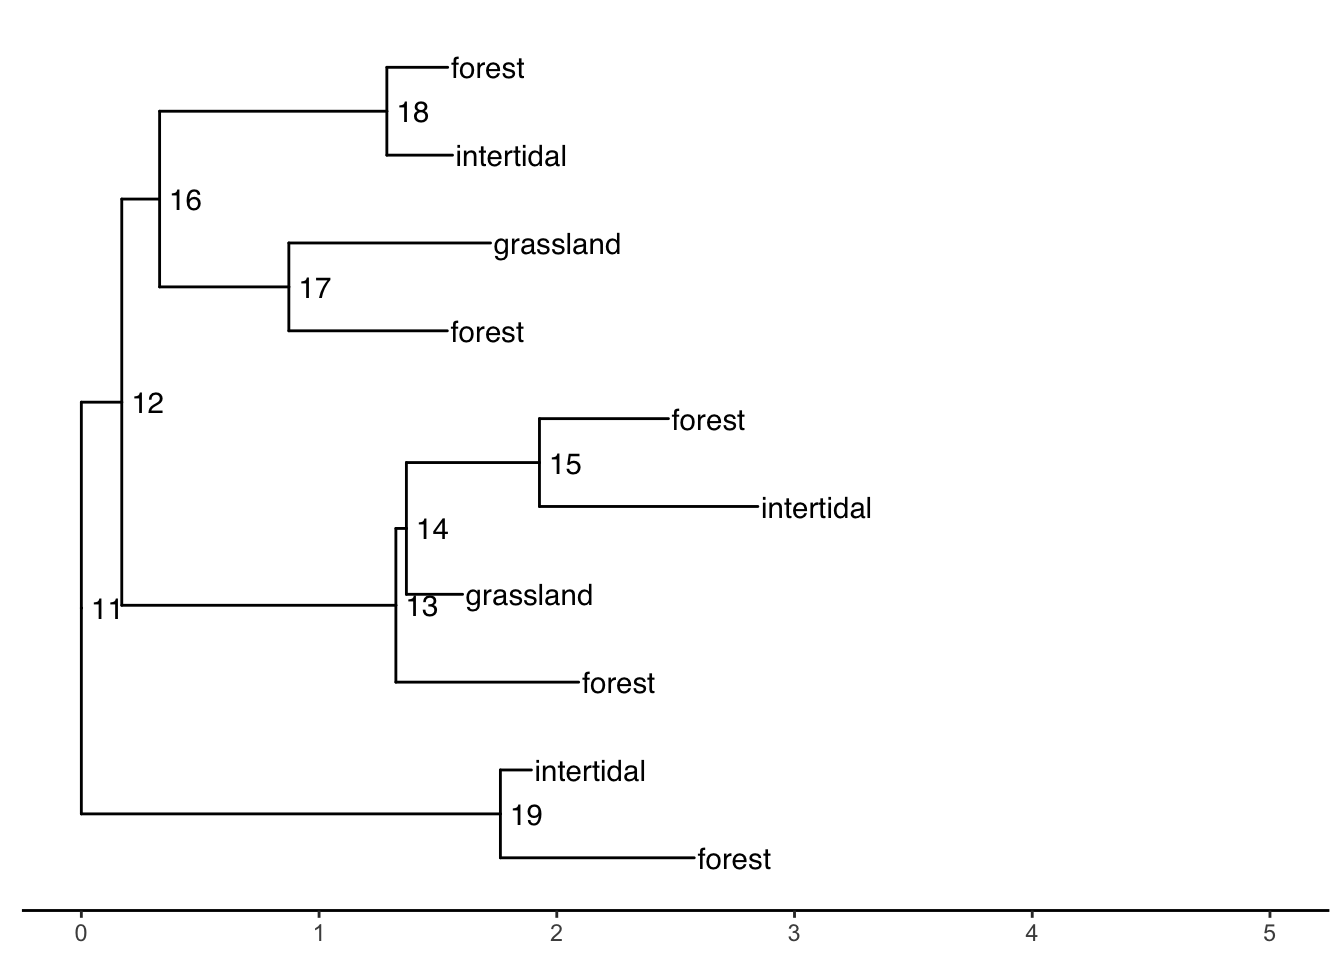 forest
18
intertidal
16
grassland
17
forest
12
forest
15
intertidal
14
grassland
13
11
forest
intertidal
19
forest
0 1 2 3 4 5